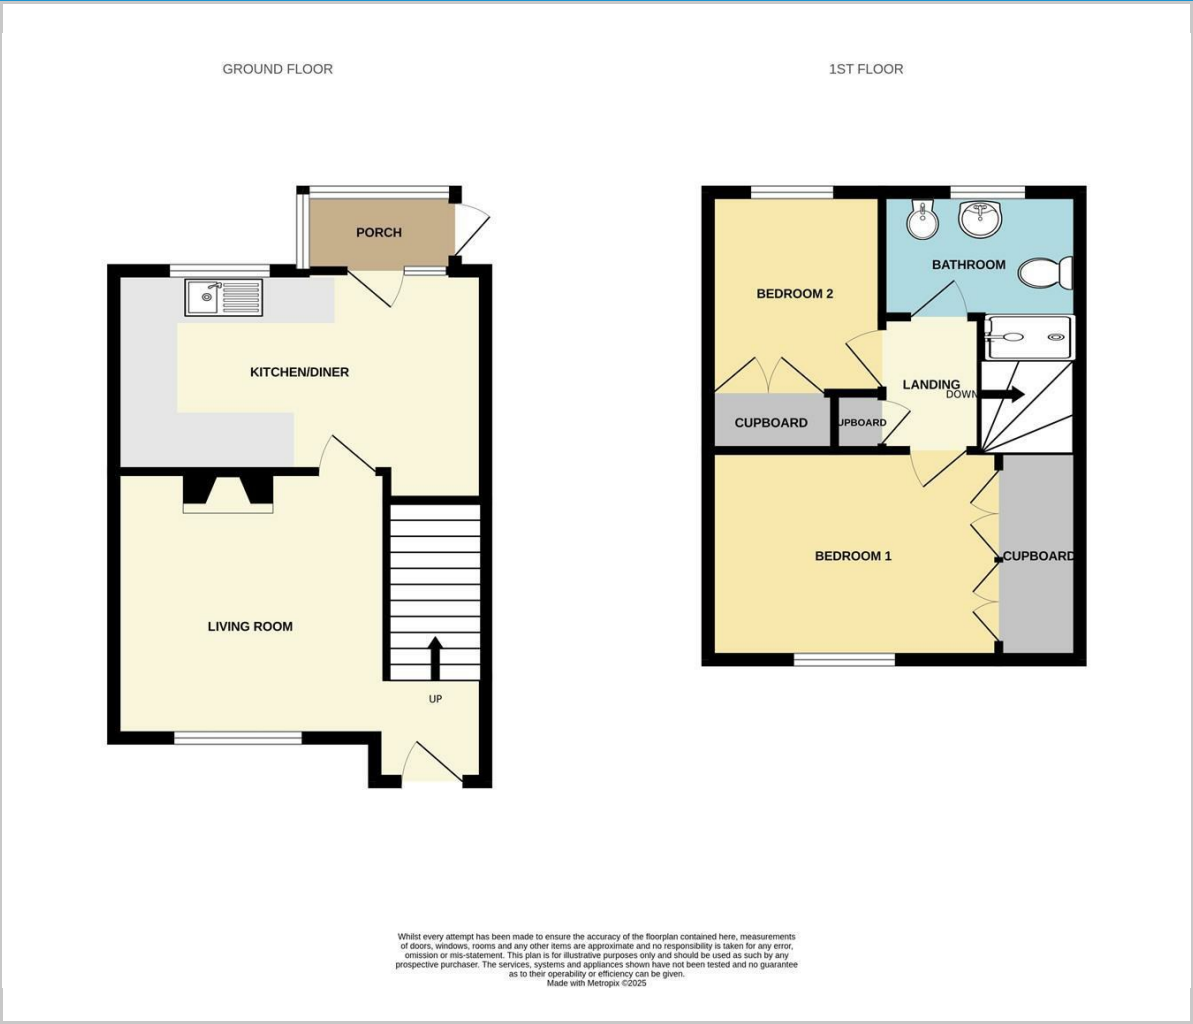 GROUND FLOOR
1ST FLOOR
PORCH
KITCHEN/DINER
LIVING ROOM
UP
BEDROOM 2
BATHROOM
LANDING
DOWN
CUPBOARD
UPBOARD
BEDROOM 1
CUPBOARD
Whilst every attempt has been made to ensure the accuracy of the floorplan contained here, measurements
of doors, windows, rooms and any other items are approximate and no responsibility is taken for any error,
omission or mis-statement. This plan is for illustrative purposes only and should be used as such by any
prospective purchaser. The services, systems and appliances shown have not been tested and no guarantee
as to their operability or efficiency can be given.
Made with Metropix ©2025